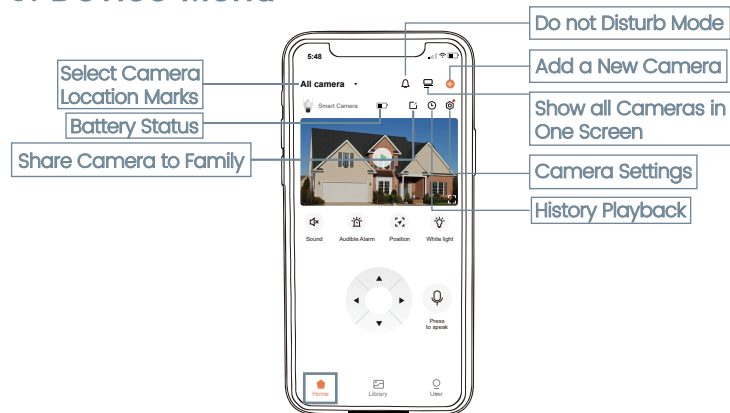 Do not Disturb Mode
Add a New Camera
Select Camera
Location Marks
Battery Status
Share Camera to Family
Show all Cameras in
One Screen
Camera Settings
History Playback
5:48
All camera
Smart Camera
Sound
Audible Alarm
Position
White light
Press
to speak
Home
Library
User